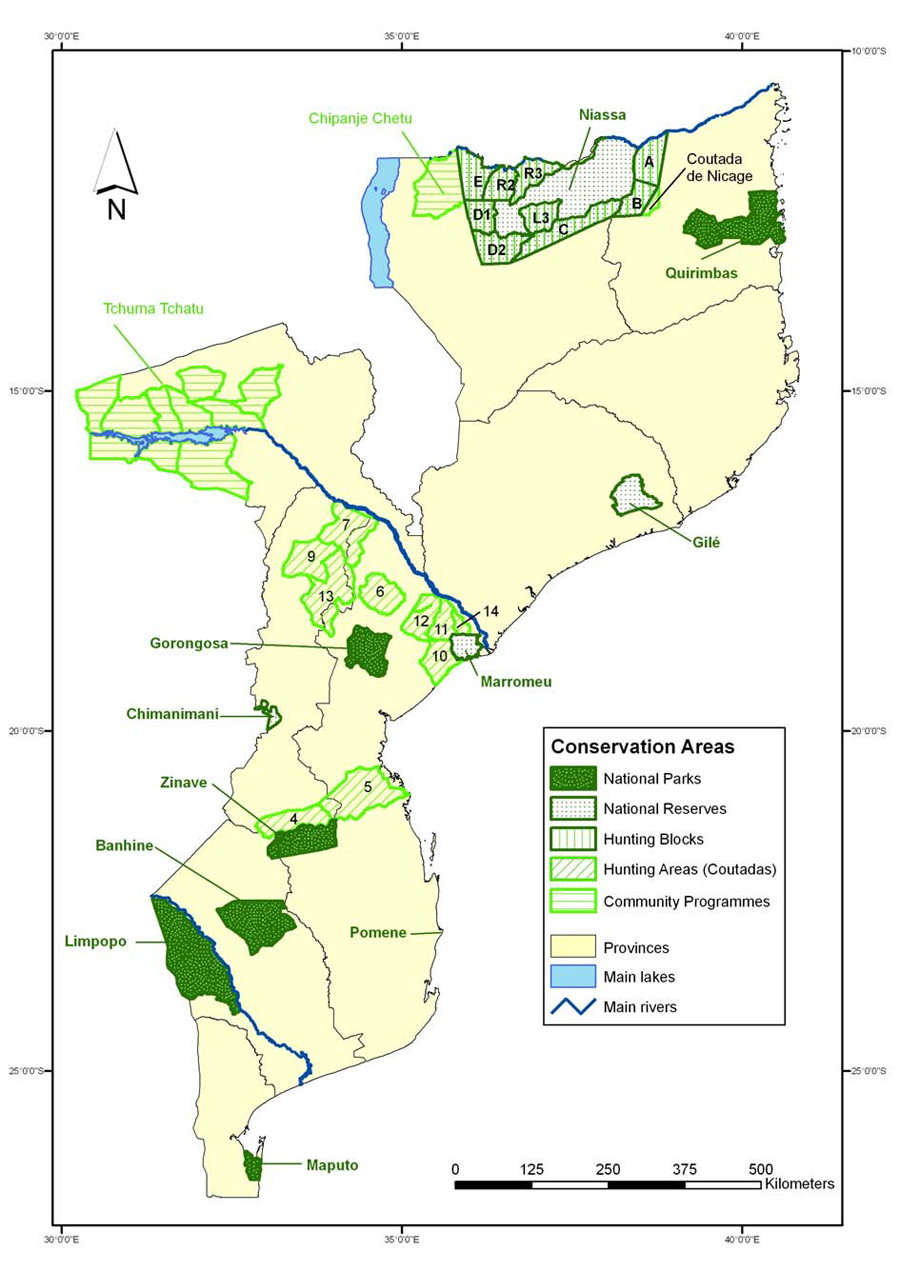 30°0'0"E 35°0'0"E 40°0'0"E
10°0'0"S
Chipanje Chetu
Niassa
N
E
R2
R3
A
Coutada
de Nicage
D1
L3
B
C
D2
Quirimbas
Tchuma Tchatu
15°0'0"S 15°0'0"S
7
9
Gilé
13
6
14
12
11
Gorongosa
10
Marromeu
Chimanimani
20°0'0"S 20°0'0"S
Conservation Areas
National Parks
National Reserves
Hunting Blocks
Hunting Areas (Coutadas)
Community Programmes
Provinces
Main lakes
Main rivers
Zinave
5
4
Banhine
Limpopo
Pomene
25°0'0"S 25°0'0"S
Maputo
0 125 250 375 500
Kilometers
30°0'0"E 35°0'0"E 40°0'0"E